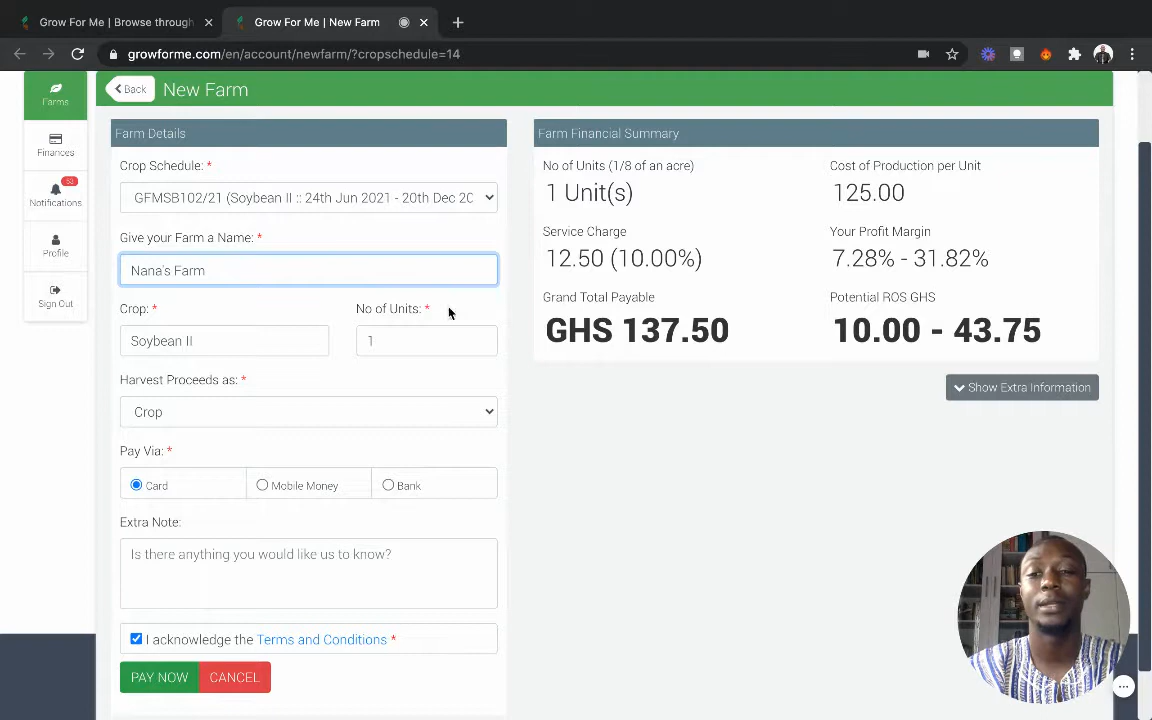 Grow For Me | Browse through
Grow For Me | New Farm
growforme.com/en/account/newfarm/?cropschedule=14
Farms
Finances
53
Notifications
Profile
Sign Out
Back
New Farm
Farm Details
Crop Schedule: *
GFMSB102/21 (Soybean II :: 24th Jun 2021 - 20th Dec 20
Give your Farm a Name: *
Nana's Farm
Crop: *
No of Units: *
Soybean II
1
Harvest Proceeds as: *
Crop
Pay Via: *
Card
Mobile Money
Bank
Extra Note:
Is there anything you would like us to know?
I acknowledge the Terms and Conditions *
PAY NOW
CANCEL
Farm Financial Summary
No of Units (1/8 of an acre)
Cost of Production per Unit
1 Unit(s)
125.00
Service Charge
Your Profit Margin
12.50 (10.00%)
7.28% - 31.82%
Grand Total Payable
Potential ROS GHS
GHS 137.50
10.00 - 43.75
Show Extra Information